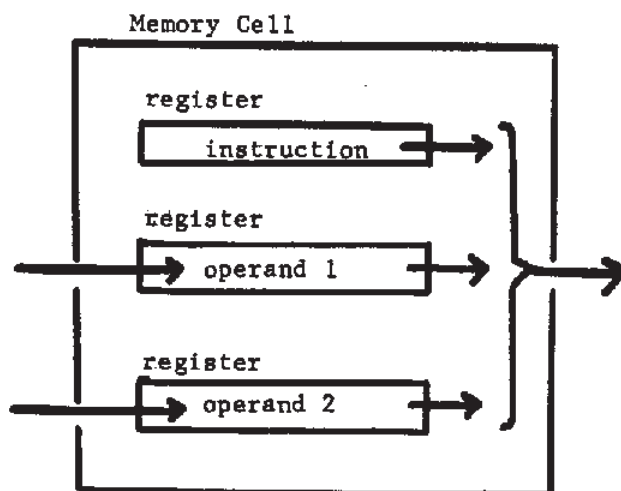 Memory Cell
register
instruction
register
operand 1
register
operand 2